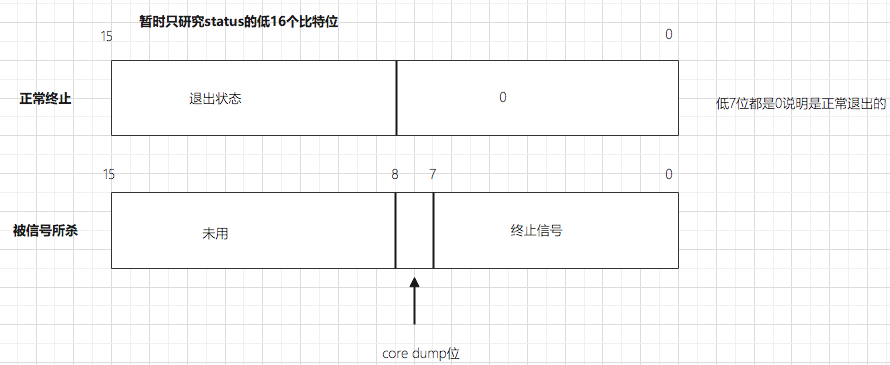 暂时只研究status的低16个比特位
15
0
正常终止
退出状态
0
低7位都是0说明是正常退出的
15
8
7
0
被信号所杀
未用
终止信号
core dump位